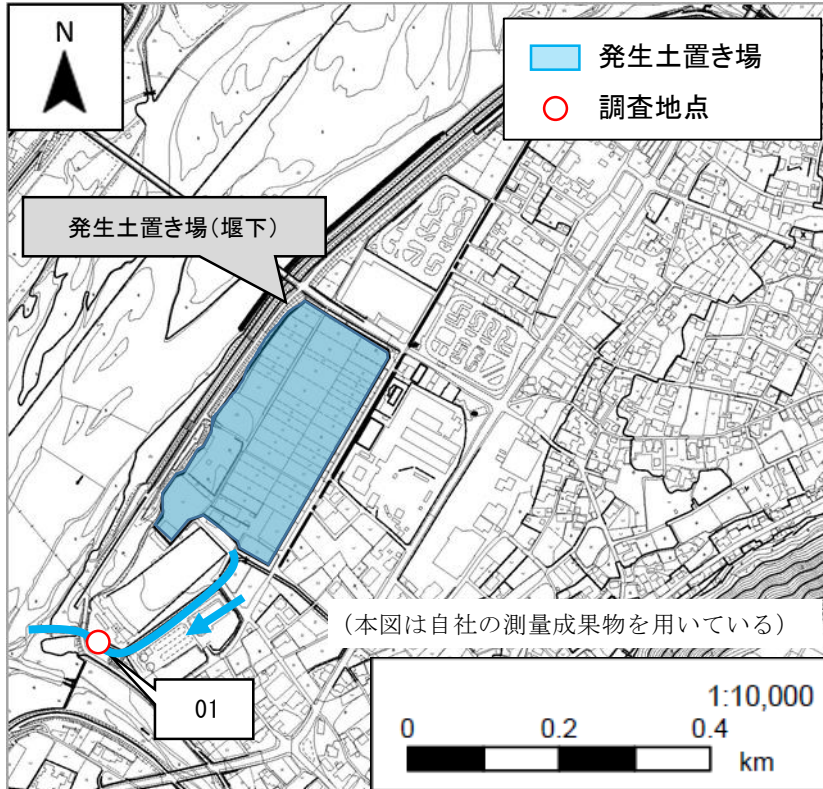 N
発生土置き場
調査地点
発生土置き場(堰下)
(本図は自社の測量成果物を用いている)
01
1:10,000
0 0.2 0.4
km